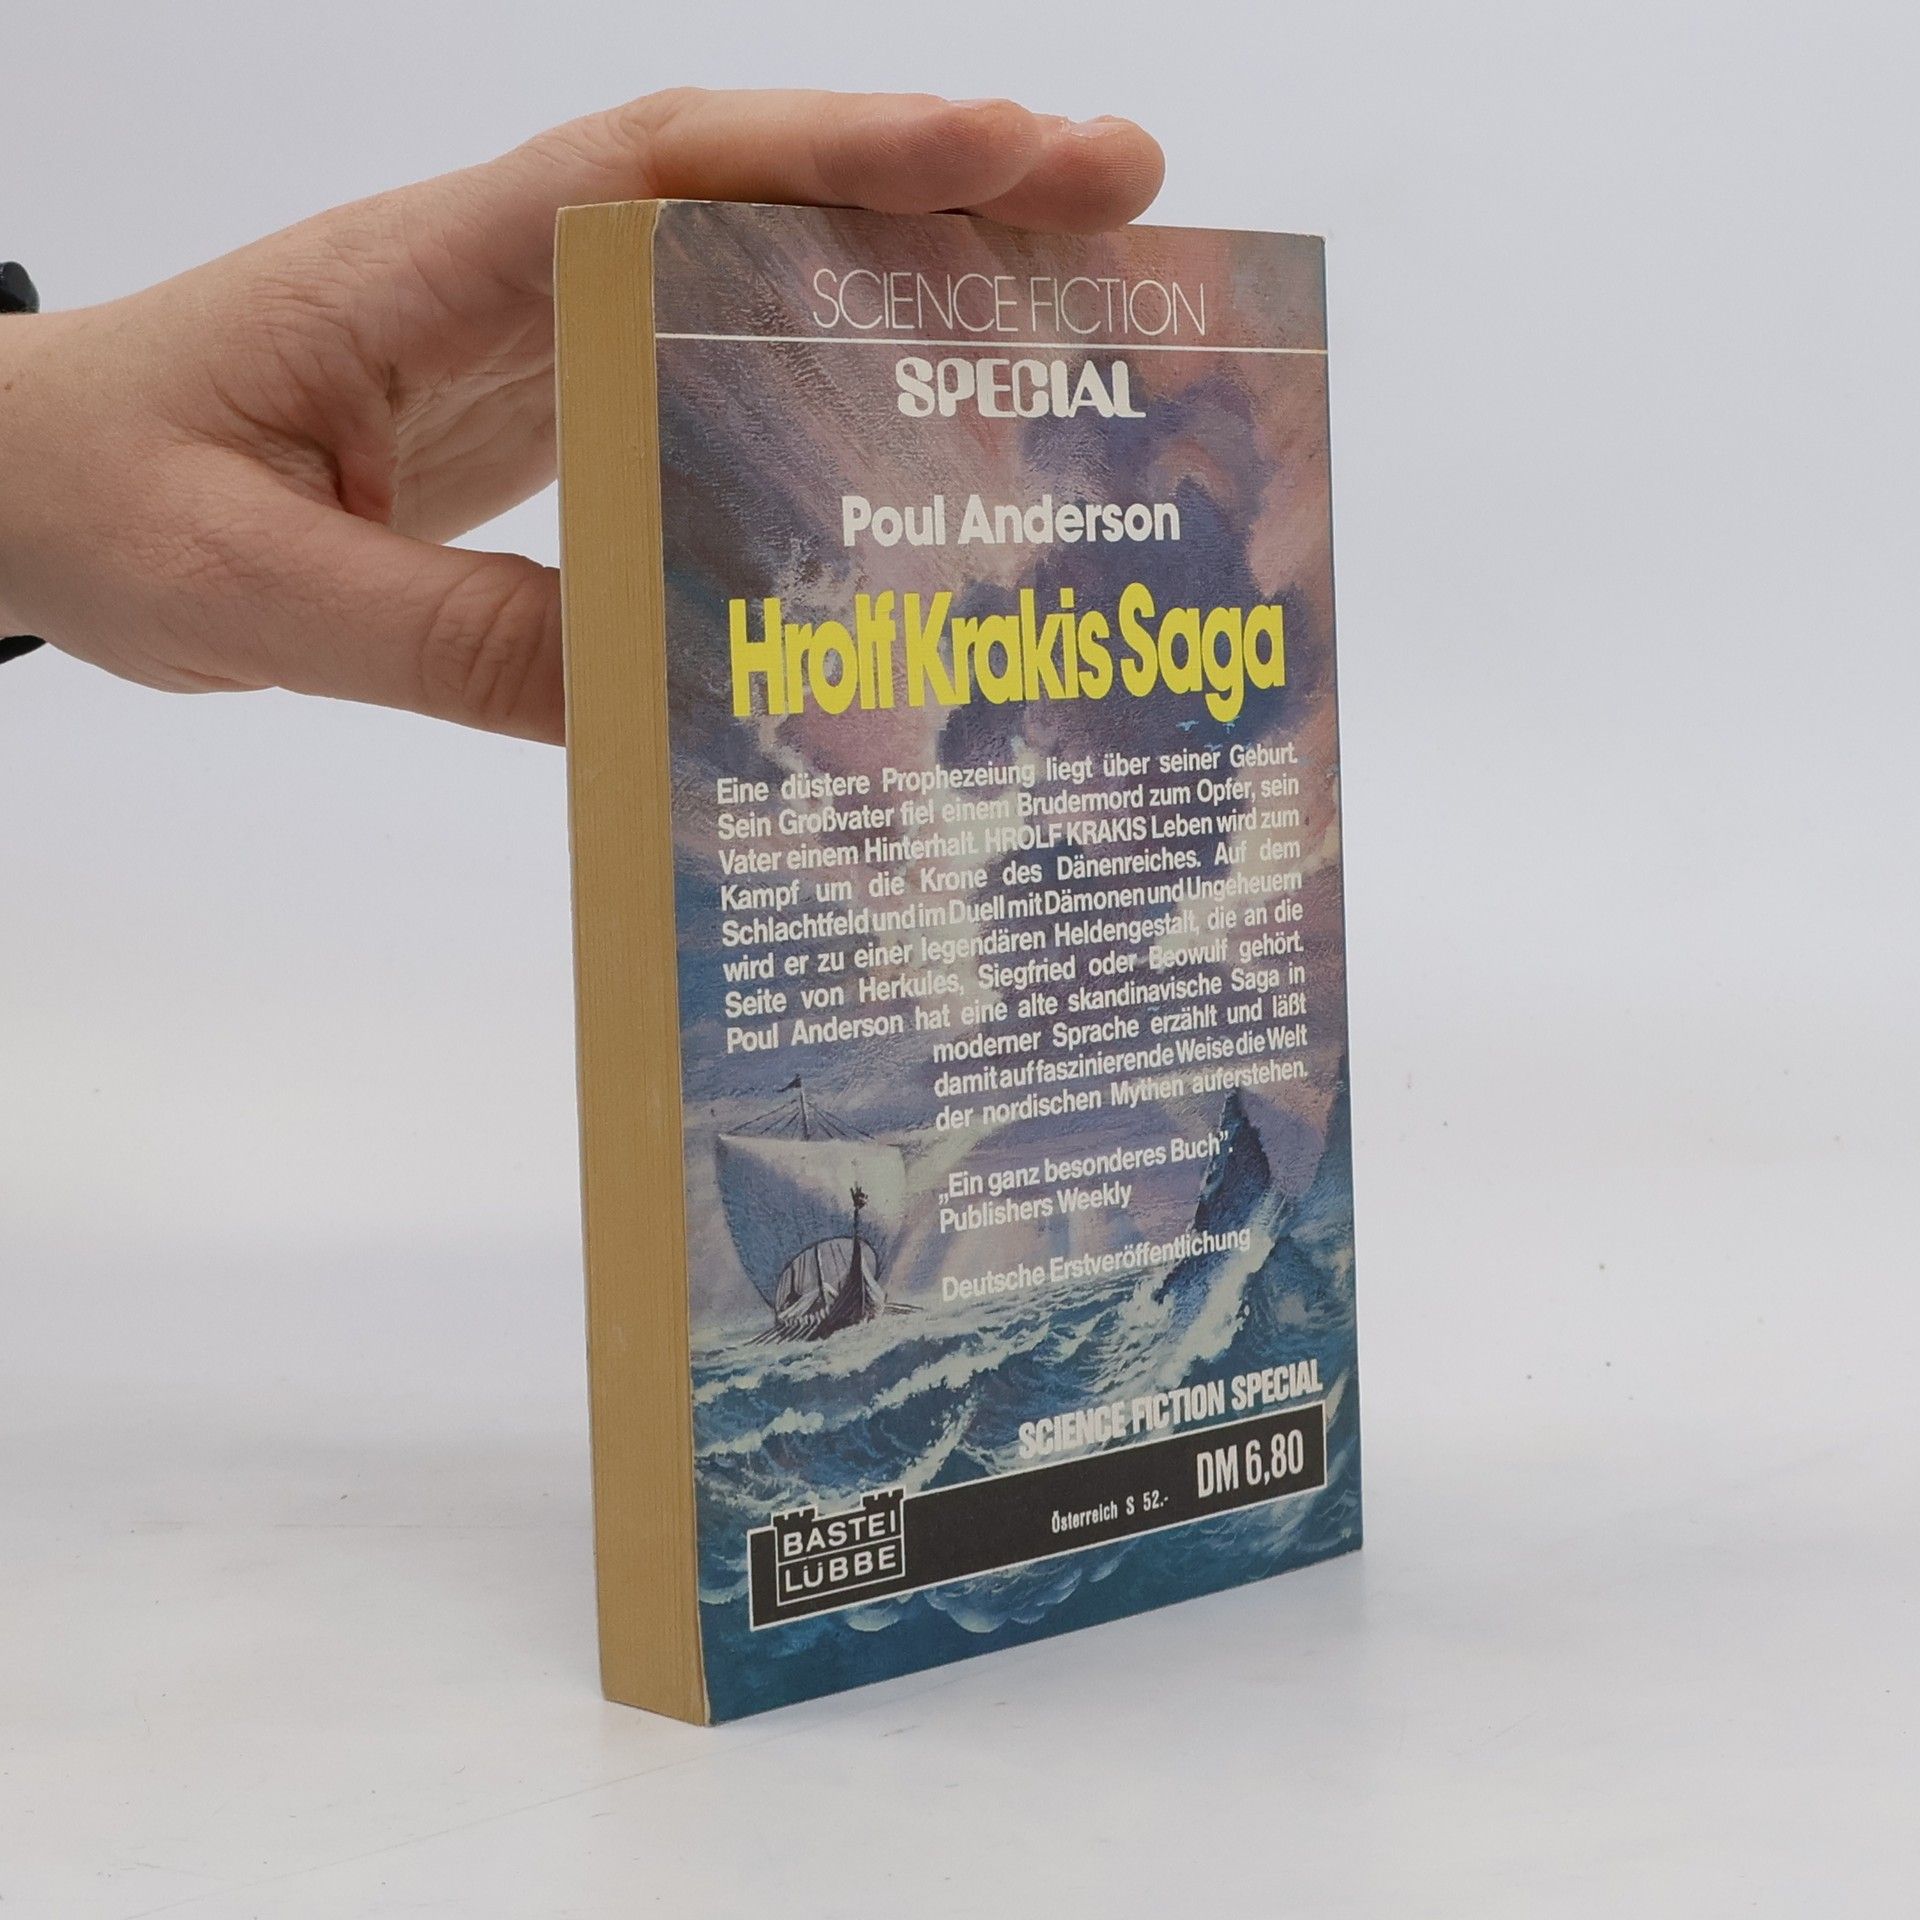 SCIENCE FICTION
SPECIAL
Poul Anderson
Hrolf Krakis Saga
Eine düstere Prophezeiung liegt über seiner Geburt.
Sein Großvater fiel einem Brudermord zum Opfer, sein
Vater einem Hinterhalt. HROLF KRAKIS Leben wird zum
Kampf um die Krone des Dänenreiches. Auf dem
Schlachtfeld und im Duell mit Dämonen und Ungeheuern
wird er zu einer legendären Heldengestalt, die an die
Seite von Herkules, Siegfried oder Beowulf gehört.
Poul Anderson hat eine alte skandinavische Saga in
moderner Sprache erzählt und läßt
damit auf faszinierende Weise die Welt
der nordischen Mythen auferstehen.
„Ein ganz besonderes Buch”.
Publishers Weekly
Deutsche Erstveröffentlichung
SCIENCE FICTION SPECIAL
BASTEI
LÜBBE
Österreich S 52.-
DM 6,80